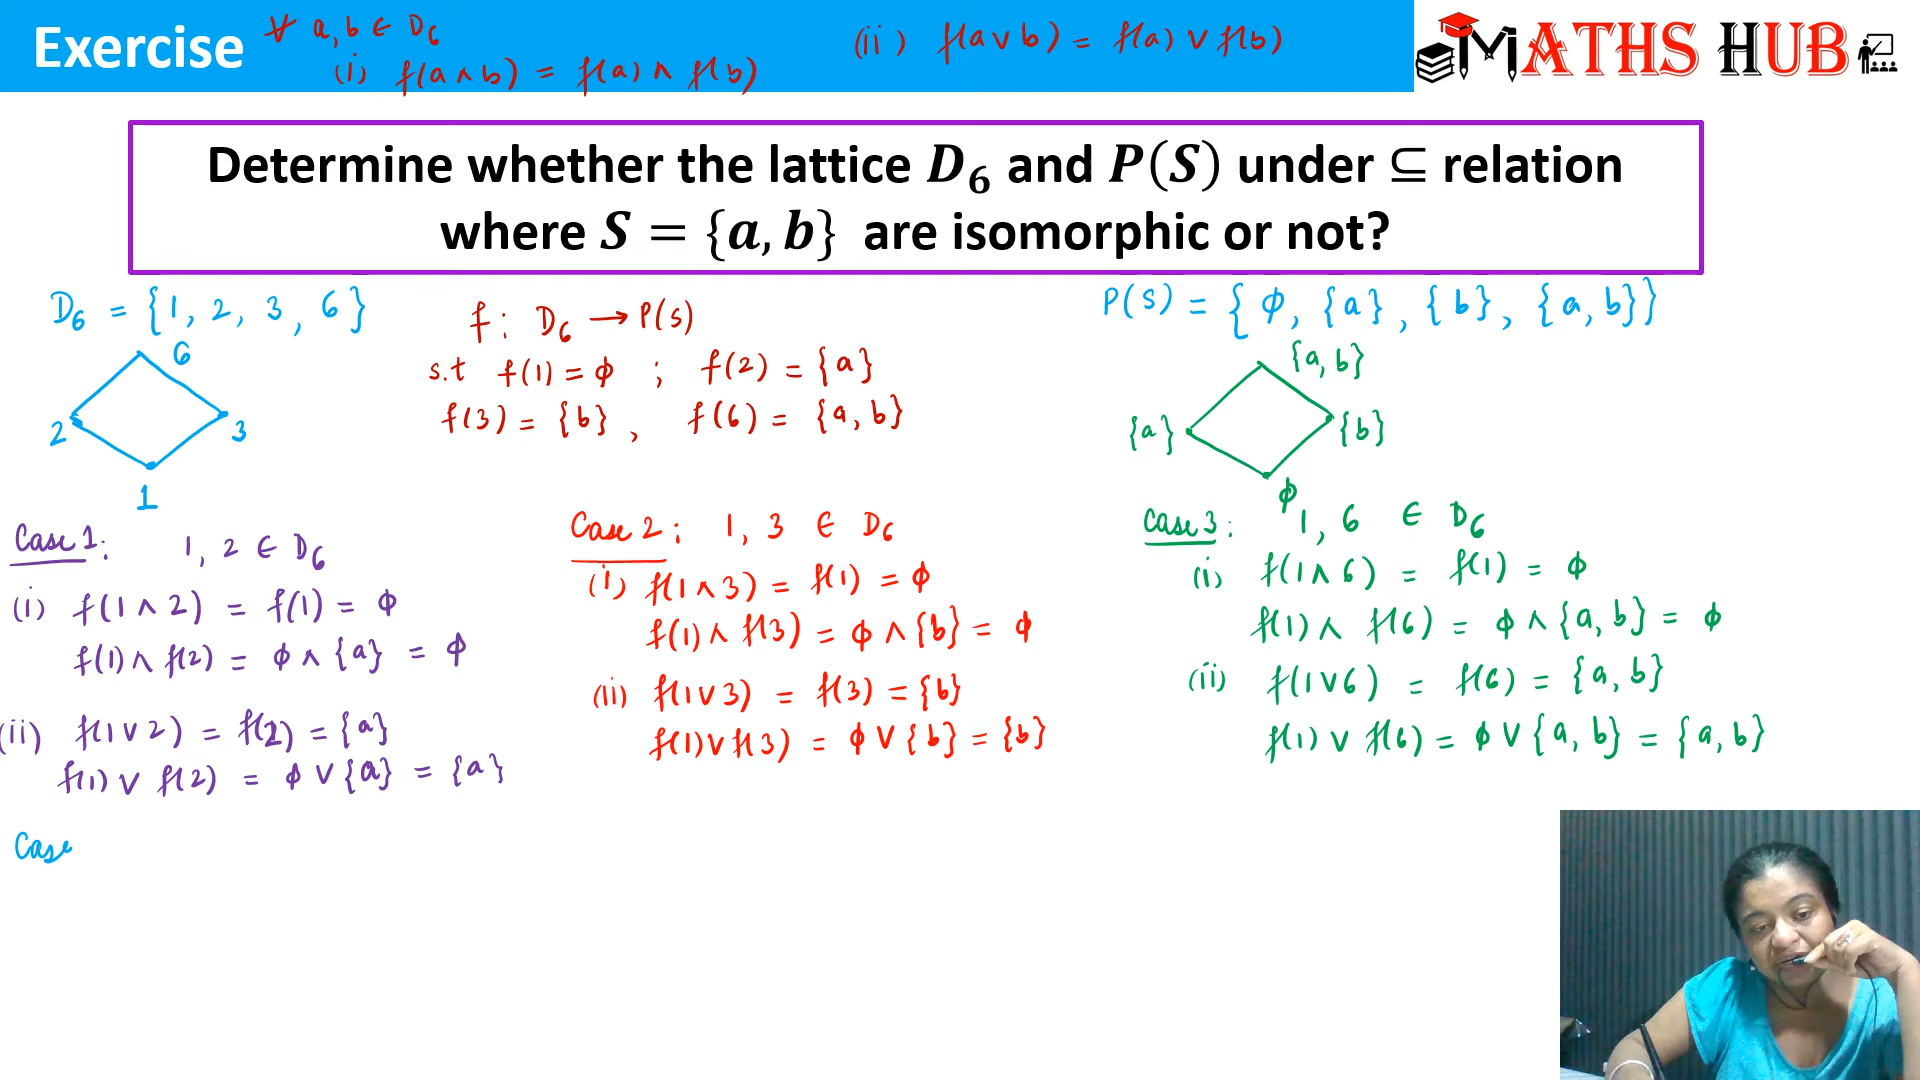 Exercise
∀ a, b ∈ D₆
(i) f(a ∧ b) = f(a) ∧ f(b)
(ii) f(a ∨ b) = f(a) ∨ f(b)
MATHS HUB
Determine whether the lattice D₆ and P(S) under ⊆ relation
where S = {a, b} are isomorphic or not?
D₆ = {1, 2, 3, 6}
6
2
3
1
f : D₆ → P(S)
s.t f(1) = ϕ ; f(2) = {a}
f(3) = {b} , f(6) = {a, b}
P(S) = {ϕ, {a}, {b}, {a, b}}
{a, b}
{a}
{b}
ϕ
Case 1: 1, 2 ∈ D₆
(i) f(1 ∧ 2) = f(1) = ϕ
f(1) ∧ f(2) = ϕ ∧ {a} = ϕ
(ii) f(1 ∨ 2) = f(2) = {a}
f(1) ∨ f(2) = ϕ ∨ {a} = {a}
Case 2: 1, 3 ∈ D₆
(i) f(1 ∧ 3) = f(1) = ϕ
f(1) ∧ f(3) = ϕ ∧ {b} = ϕ
(ii) f(1 ∨ 3) = f(3) = {b}
f(1) ∨ f(3) = ϕ ∨ {b} = {b}
Case 3: 1, 6 ∈ D₆
(i) f(1 ∧ 6) = f(1) = ϕ
f(1) ∧ f(6) = ϕ ∧ {a, b} = ϕ
(ii) f(1 ∨ 6) = f(6) = {a, b}
f(1) ∨ f(6) = ϕ ∨ {a, b} = {a, b}
Case